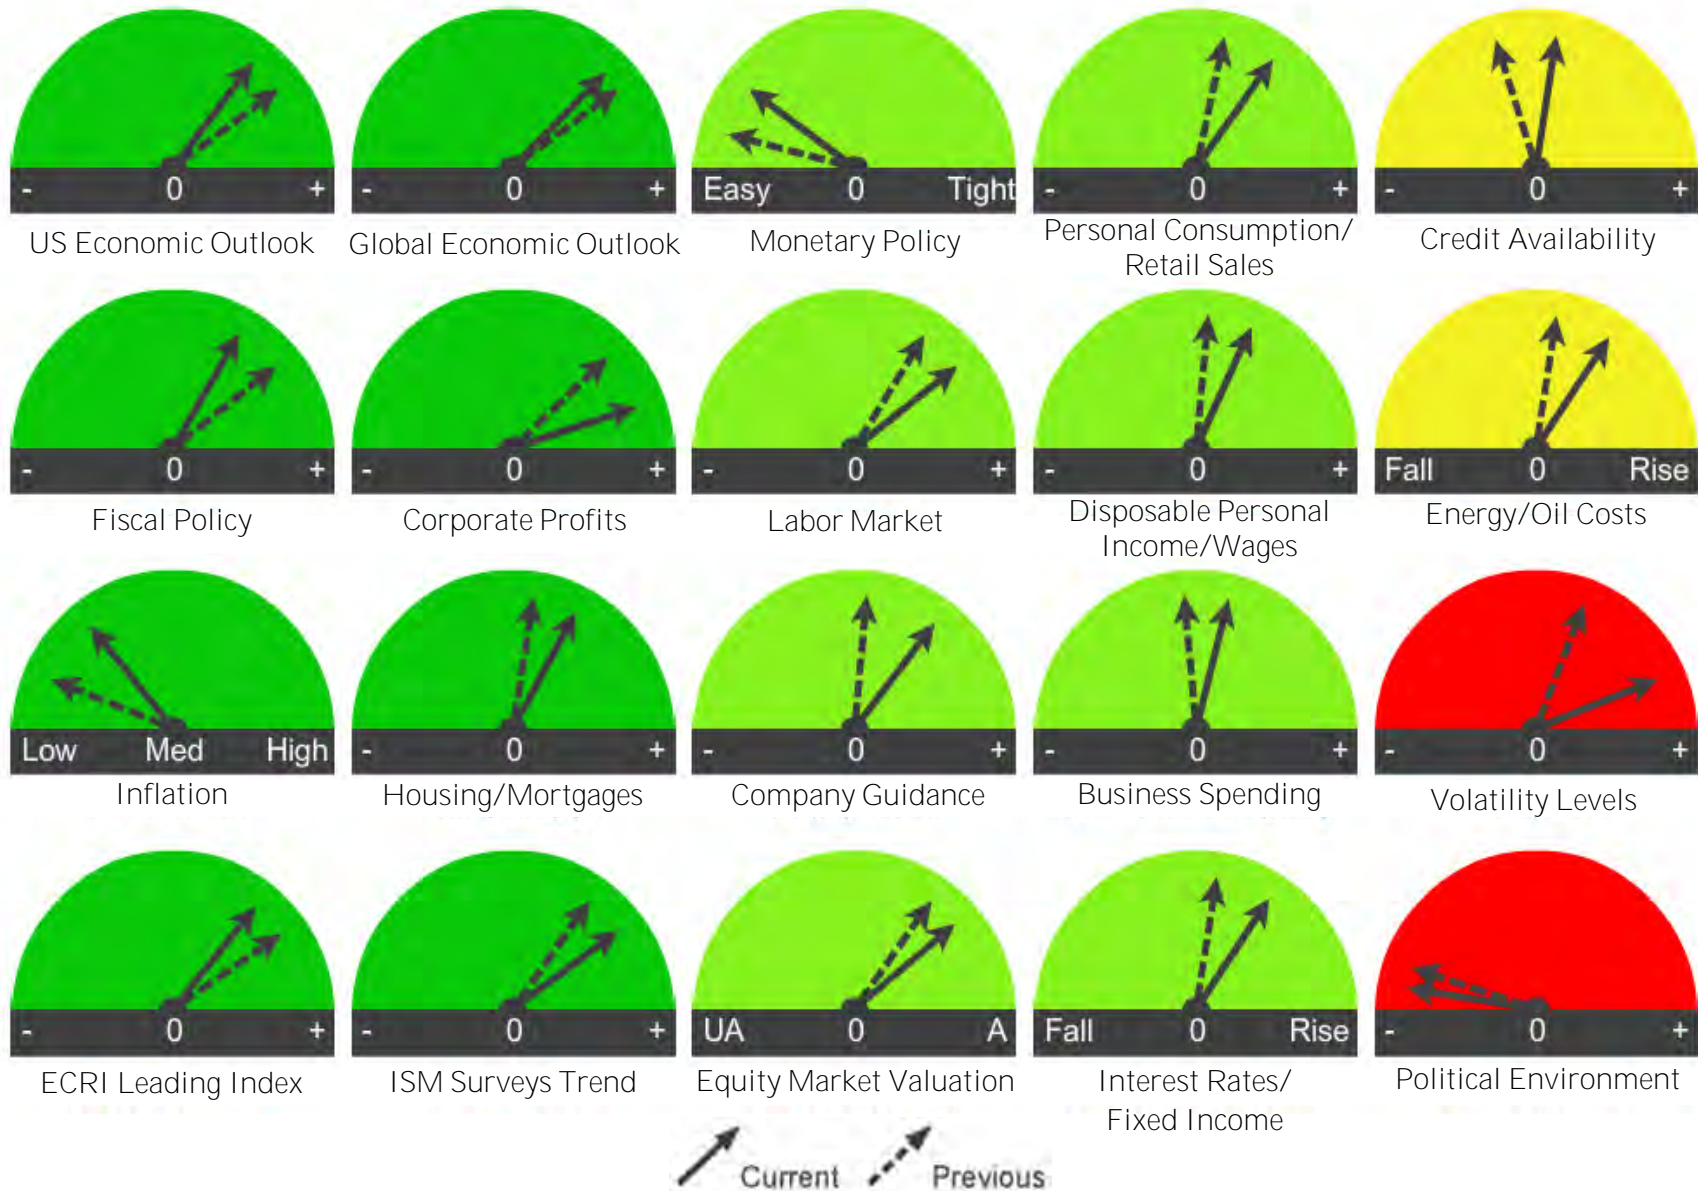 - 0 +
US Economic Outlook
- 0 +
Global Economic Outlook
Easy 0 Tight
Monetary Policy
- 0 +
Personal Consumption/
Retail Sales
- 0 +
Credit Availability
- 0 +
Fiscal Policy
- 0 +
Corporate Profits
- 0 +
Labor Market
- 0 +
Disposable Personal
Income/Wages
Fall 0 Rise
Energy/Oil Costs
Low Med High
Inflation
- 0 +
Housing/Mortgages
- 0 +
Company Guidance
- 0 +
Business Spending
- 0 +
Volatility Levels
- 0 +
ECRI Leading Index
- 0 +
ISM Surveys Trend
UA 0 A
Equity Market Valuation
Fall 0 Rise
Interest Rates/
Fixed Income
- 0 +
Political Environment
Current Previous